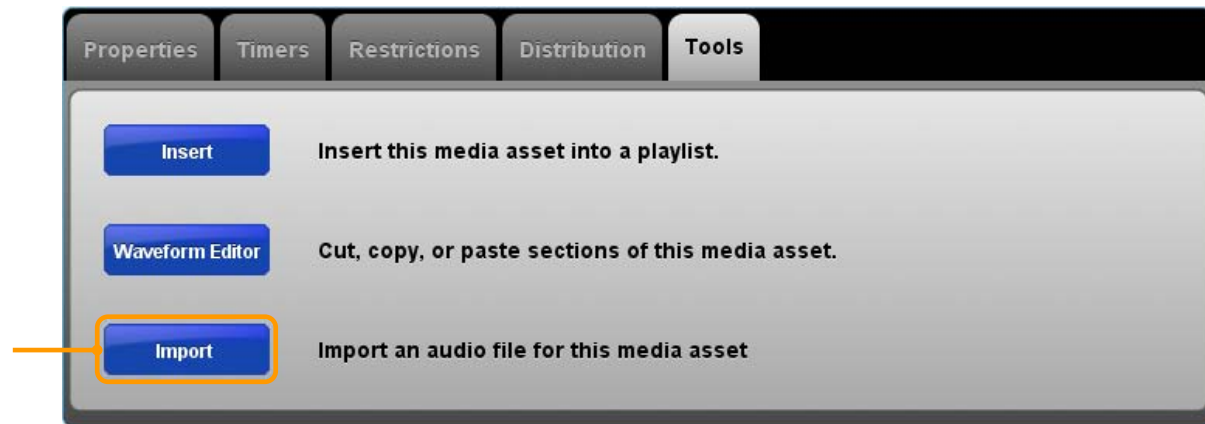 Properties Timers Restrictions Distribution Tools
Insert Insert this media asset into a playlist.
Waveform Editor Cut, copy, or paste sections of this media asset.
Import Import an audio file for this media asset